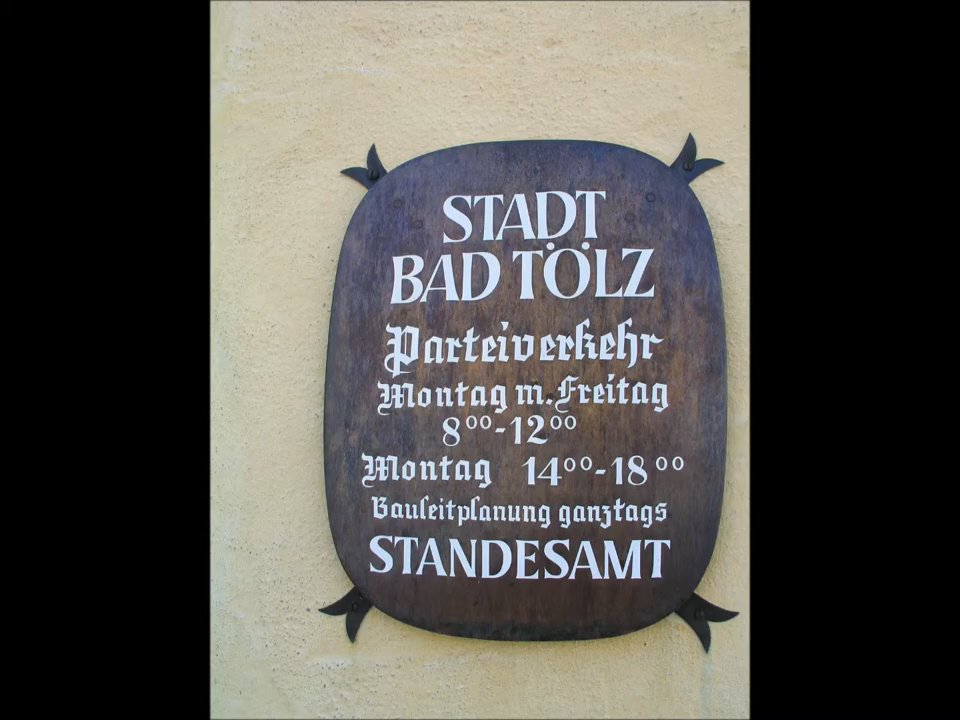 STADT
BAD TÖLZ
Parteiverkehr
Montag m. Freitag
8⁰⁰-12⁰⁰
Montag 14⁰⁰-18⁰⁰
Bauleitplanung ganztags
STANDESAMT